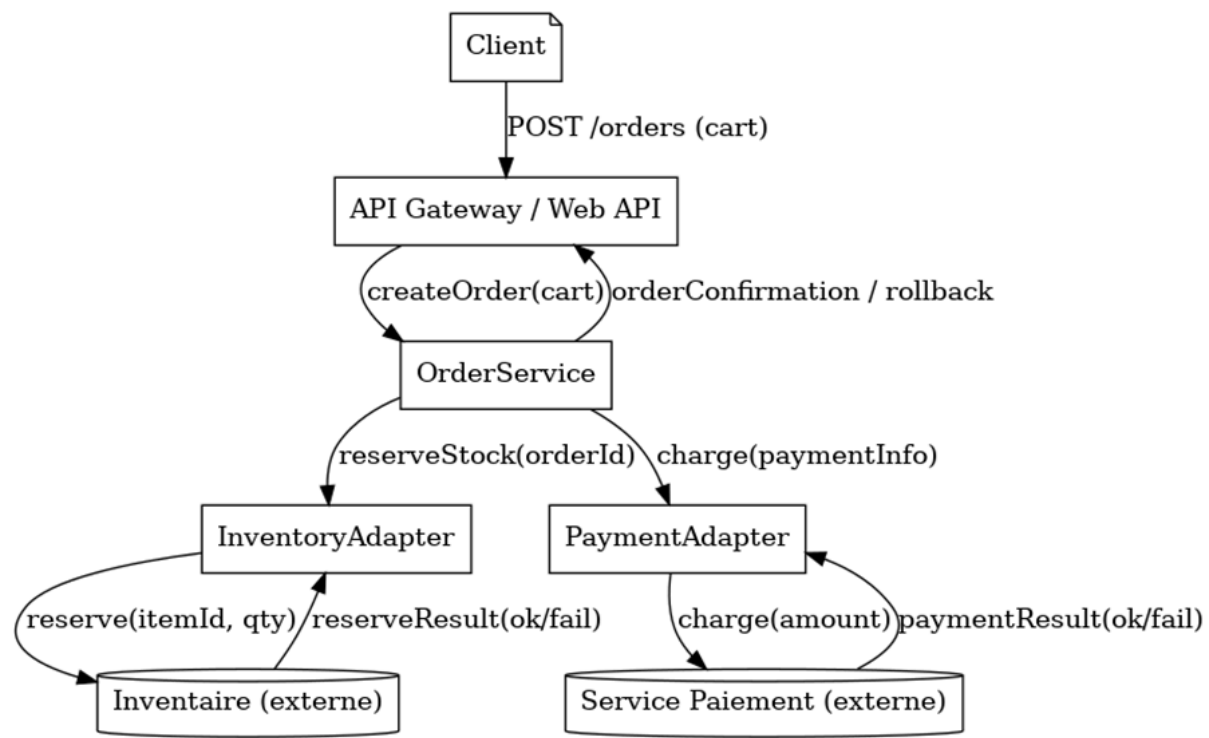 Client
POST /orders (cart)
API Gateway / Web API
createOrder(cart)
orderConfirmation / rollback
OrderService
reserveStock(orderId)
charge(paymentInfo)
InventoryAdapter
PaymentAdapter
reserve(itemId, qty)
reserveResult(ok/fail)
charge(amount)
paymentResult(ok/fail)
Inventaire (externe)
Service Paiement (externe)